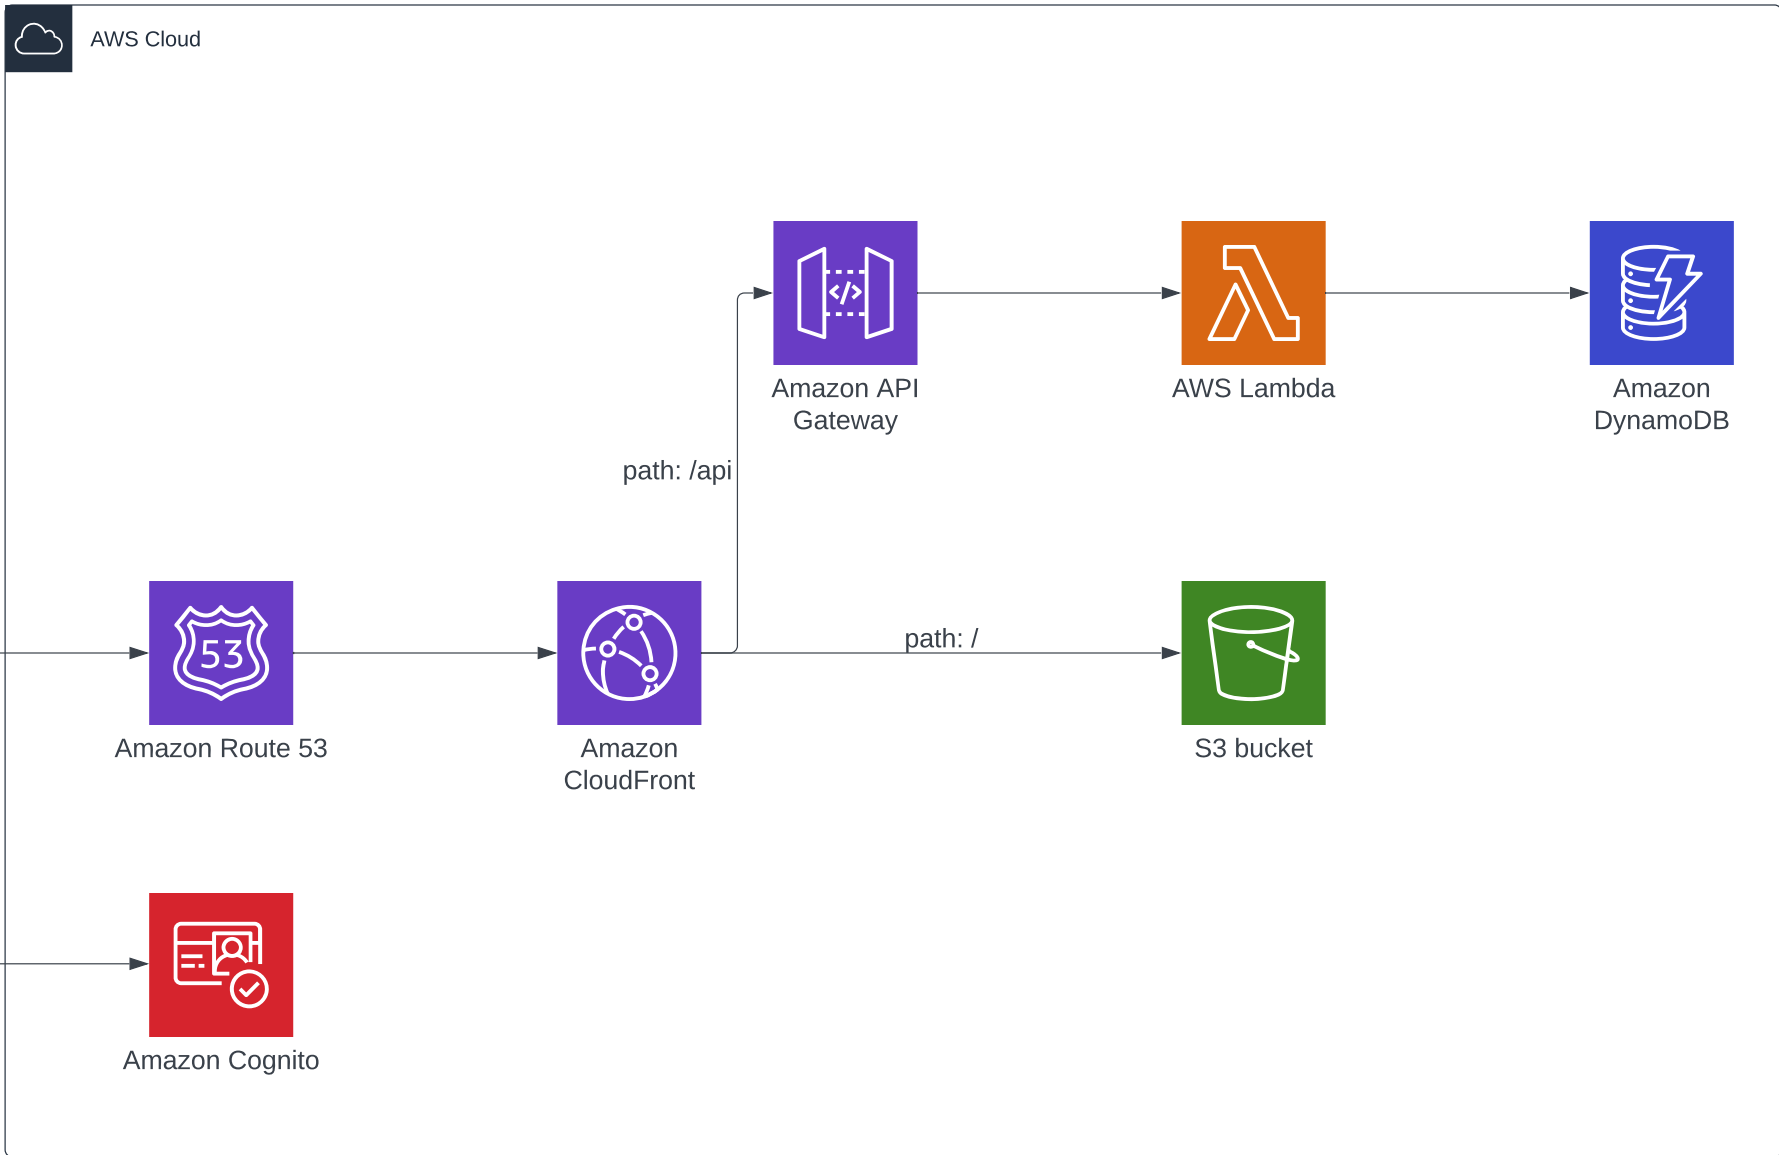 AWS Cloud
Amazon API
Gateway
AWS Lambda
Amazon
DynamoDB
path: /api
path: /
53
Amazon Route 53
Amazon
CloudFront
S3 bucket
Amazon Cognito